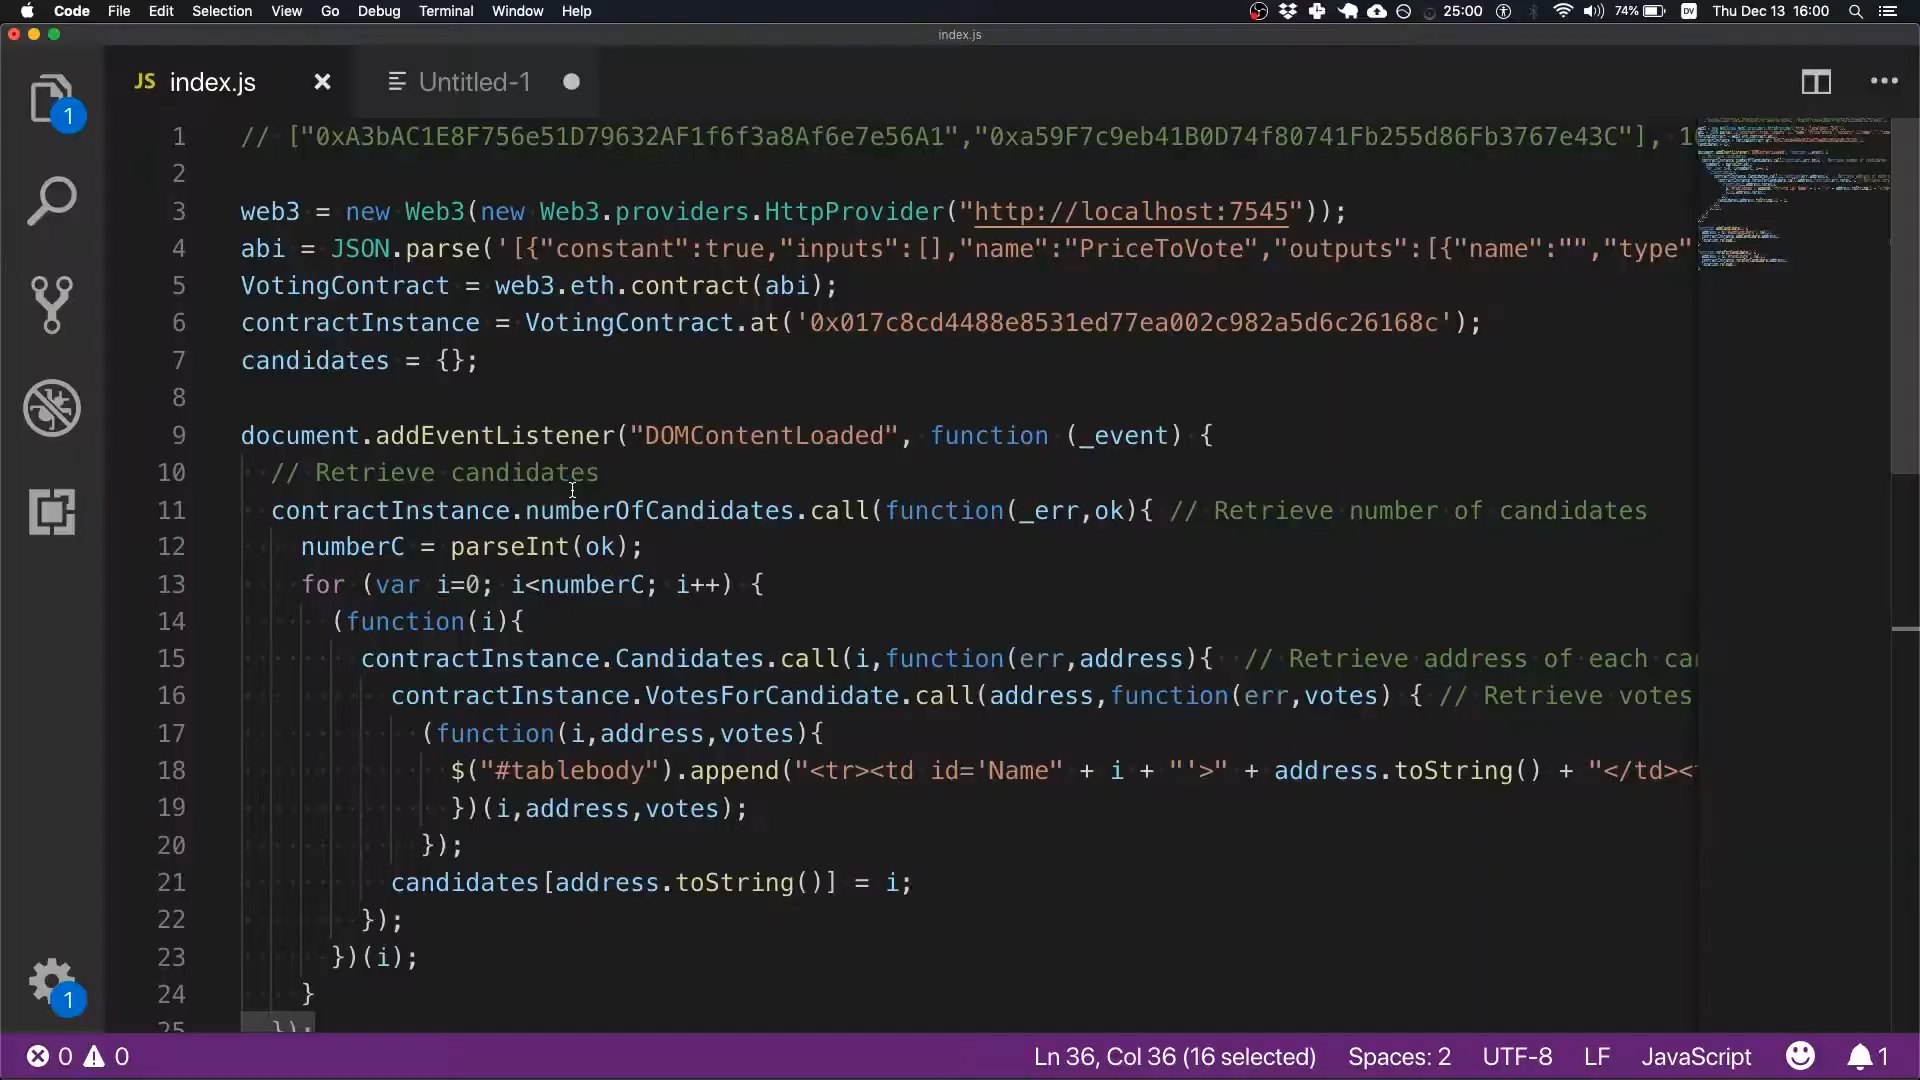 Code File Edit Selection View Go Debug Terminal Window Help 25:00 74% DV Thu Dec 13 16:00
index.js
JS index.js Untitled-1
1 // ["0xA3bAC1E8F756e51D79632AF1f6f3a8Af6e7e56A1","0xa59F7c9eb41B0D74f80741Fb255d86Fb3767e43C"], 1
2
3 web3 = new Web3(new Web3.providers.HttpProvider("http://localhost:7545"));
4 abi = JSON.parse('[{"constant":true,"inputs":[],"name":"PriceToVote","outputs":[{"name":"","type"
5 VotingContract = web3.eth.contract(abi);
6 contractInstance = VotingContract.at('0x017c8cd4488e8531ed77ea002c982a5d6c26168c');
7 candidates = {};
8
9 document.addEventListener("DOMContentLoaded", function (_event) {
10 // Retrieve candidates
11 contractInstance.numberOfCandidates.call(function(_err,ok){ // Retrieve number of candidates
12 numberC = parseInt(ok);
13 for (var i=0; i<numberC; i++) {
14 (function(i){
15 contractInstance.Candidates.call(i,function(err,address){ // Retrieve address of each ca
16 contractInstance.VotesForCandidate.call(address,function(err,votes) { // Retrieve votes
17 (function(i,address,votes){
18 $("#tablebody").append("<tr><td id='Name" + i + "'>" + address.toString() + "</td><
19 })(i,address,votes);
20 });
21 candidates[address.toString()] = i;
22 });
23 })(i);
24 }
25 });
1
1
0 0 Ln 36, Col 36 (16 selected) Spaces: 2 UTF-8 LF JavaScript 1